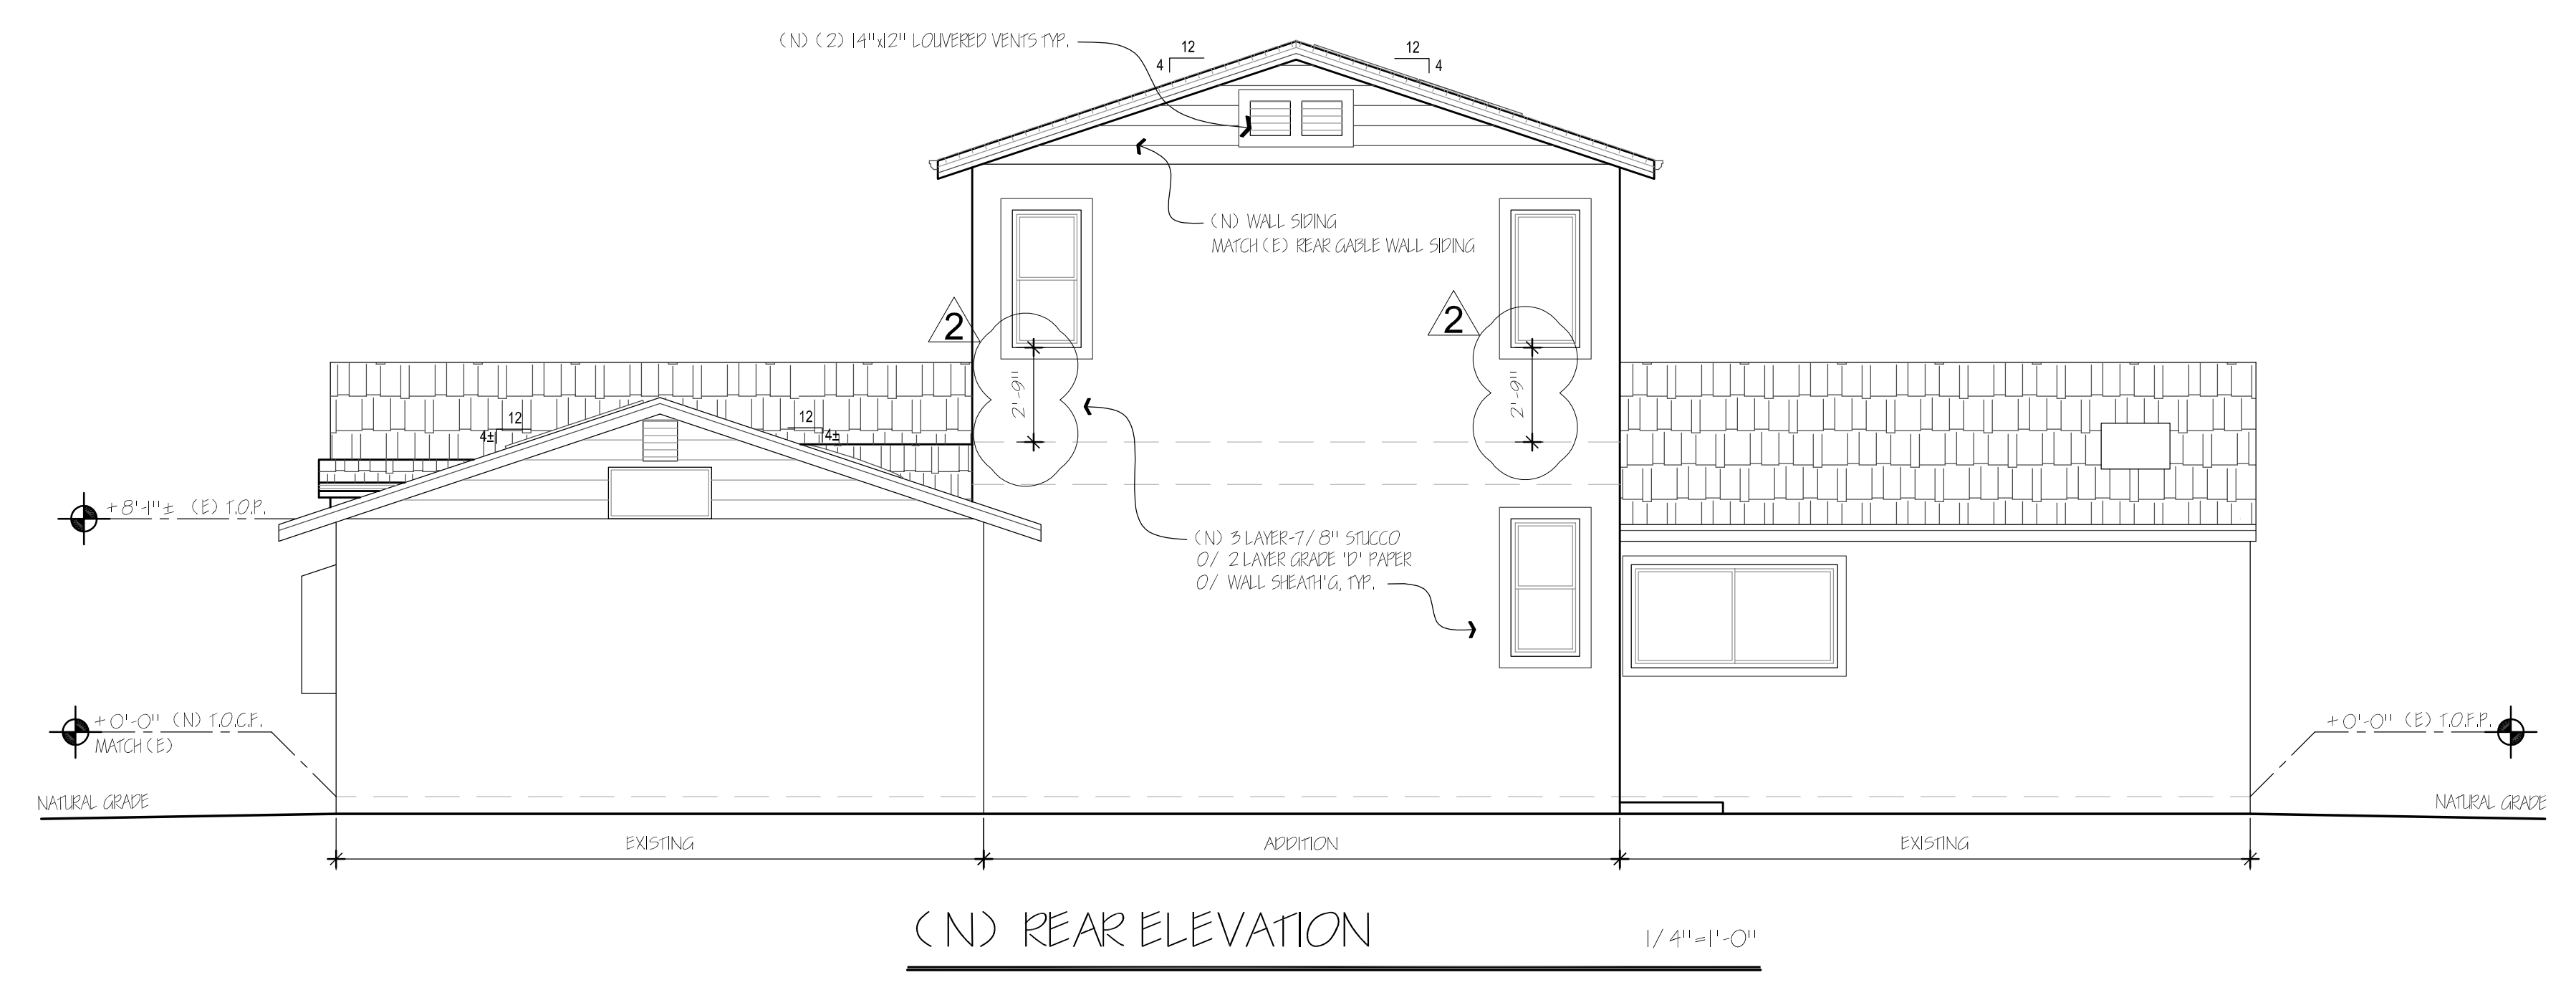 (N) (2) 14"x12" LOUVERED VENTS TYP.
12
4
12
4
(N) WALL SIDING
MATCH (E) REAR GABLE WALL SIDING
2
2
2'-9"
2'-9"
12
4±
12
4±
+8'-1"± (E) T.O.P.
(N) 3 LAYER-7/8" STUCCO
O/ 2 LAYER GRADE 'D' PAPER
O/ WALL SHEATH'G, TYP.
+0'-0" (N) T.O.C.F.
MATCH (E)
+0'-0" (E) T.O.F.P.
NATURAL GRADE
NATURAL GRADE
EXISTING
ADDITION
EXISTING
(N) REAR ELEVATION
1/4"=1'-0"